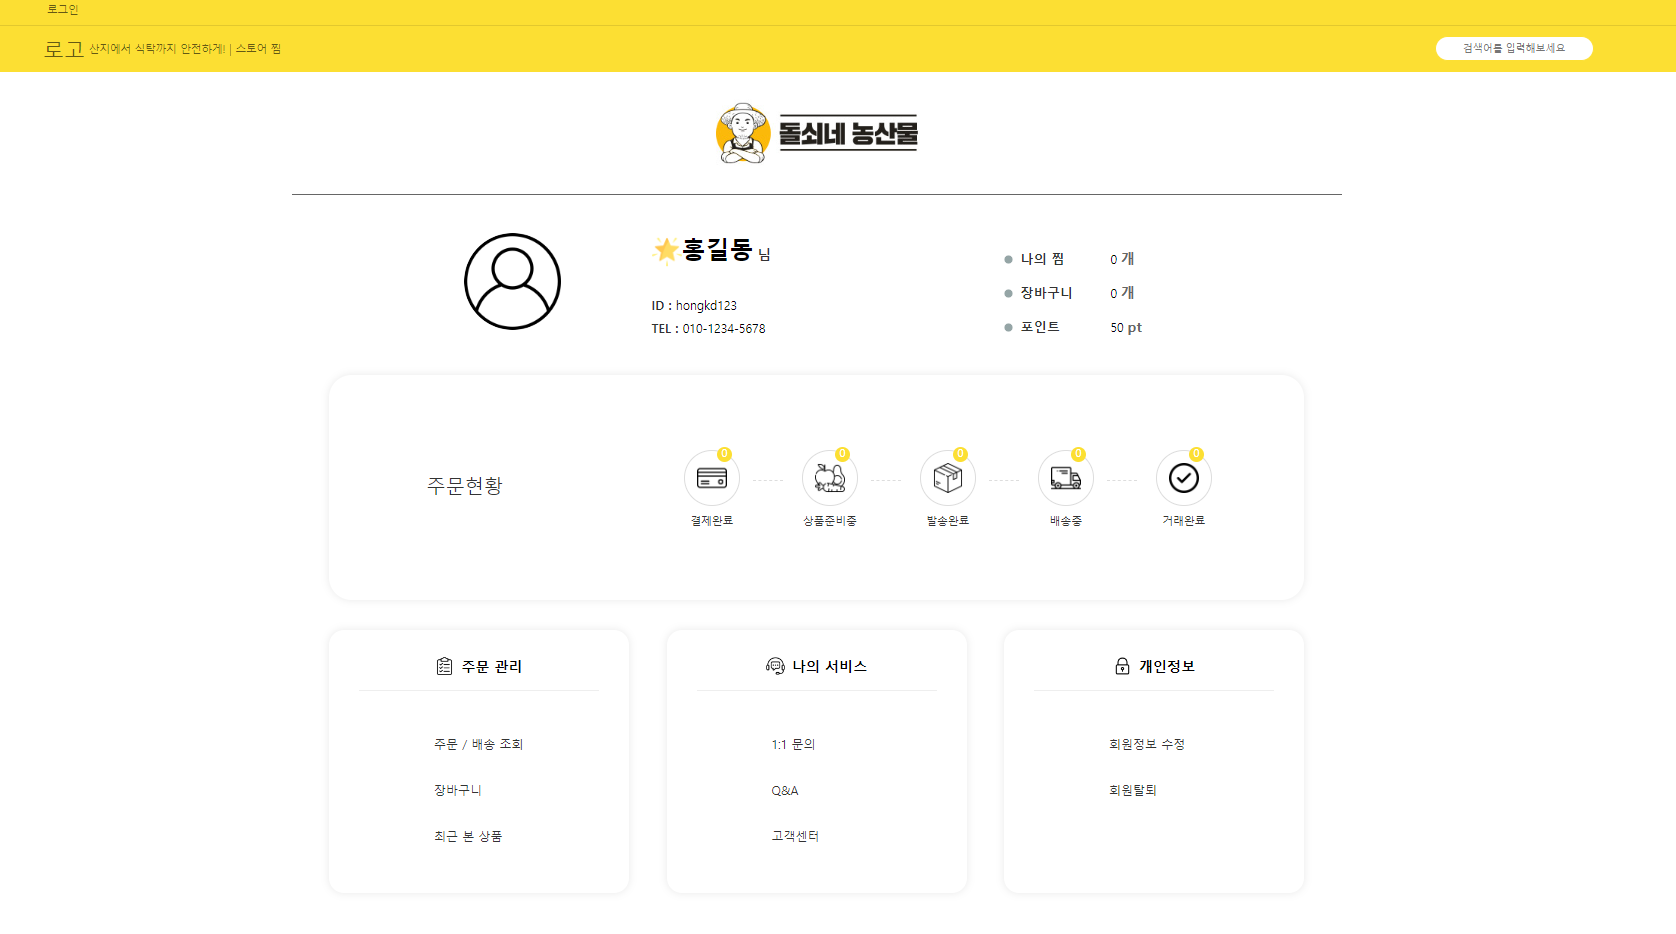 로그인
로고 산지에서 식탁까지 안전하게! | 스토어 찜
검색어를 입력해보세요
돌쇠네 농산물
홍길동 님
ID : hongkd123
TEL : 010-1234-5678
나의 찜 0 개
장바구니 0 개
포인트 50 pt
주문현황
0 0 0 0 0
결제완료 상품준비중 발송완료 배송중 거래완료
주문 관리
주문 / 배송 조회
장바구니
최근 본 상품
나의 서비스
1:1 문의
Q&A
고객센터
개인정보
회원정보 수정
회원탈퇴